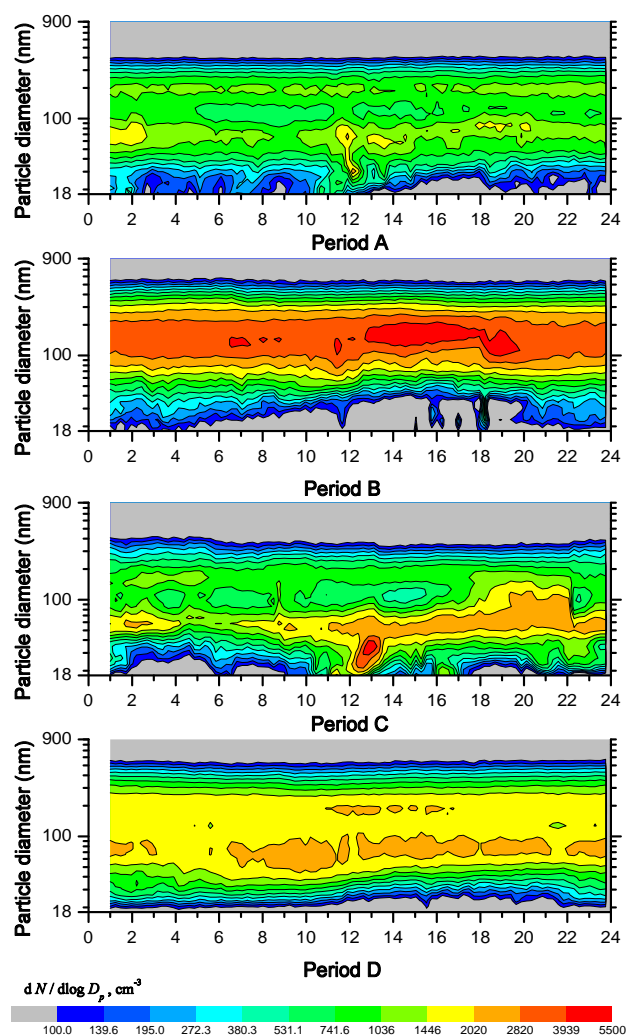 900
Particle diameter (nm)
100
18
0 2 4 6 8 10 12 14 16 18 20 22 24
Period A
900
Particle diameter (nm)
100
18
0 2 4 6 8 10 12 14 16 18 20 22 24
Period B
900
Particle diameter (nm)
100
18
0 2 4 6 8 10 12 14 16 18 20 22 24
Period C
900
Particle diameter (nm)
100
18
0 2 4 6 8 10 12 14 16 18 20 22 24
Period D
d N / dlog Dₚ , cm⁻³
100.0 139.6 195.0 272.3 380.3 531.1 741.6 1036 1446 2020 2820 3939 5500